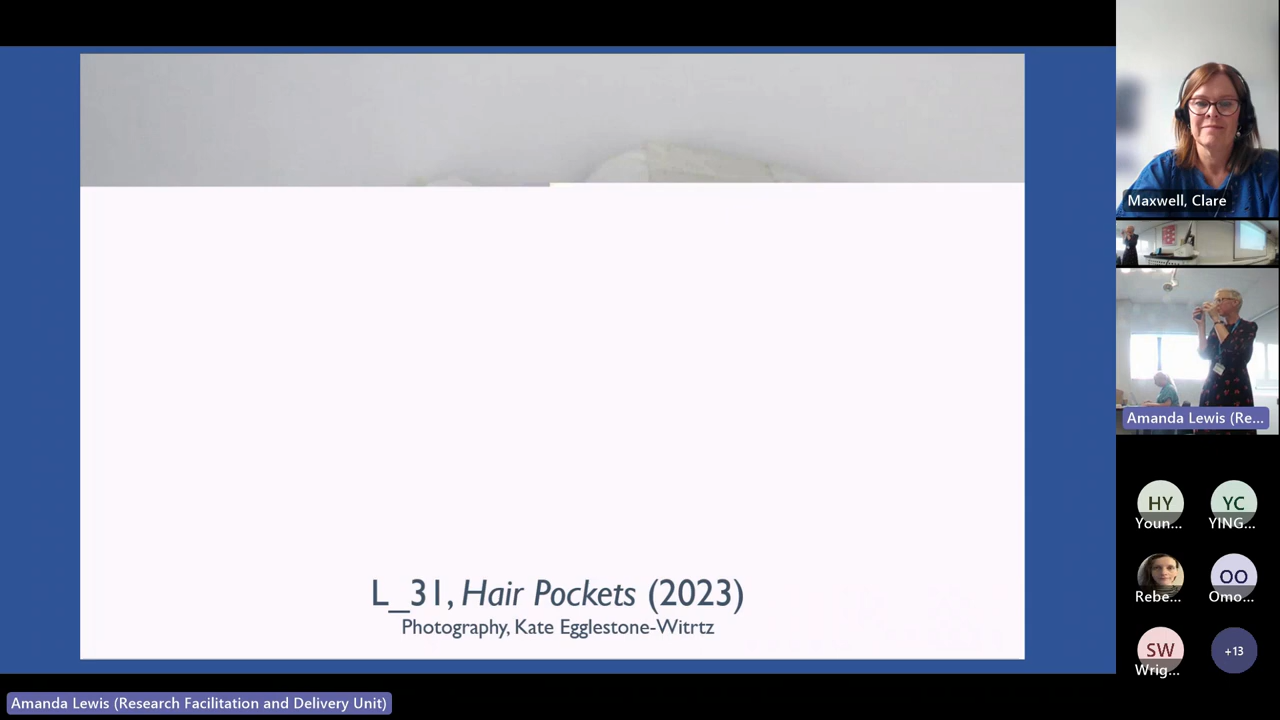 L_31, Hair Pockets (2023)
Photography, Kate Egglestone-Witrtz
Maxwell, Clare
Amanda Lewis (Re...
HY
Youn...
YC
YING...
Rebe...
OO
Omo...
SW
Wrig...
+13
Amanda Lewis (Research Facilitation and Delivery Unit)